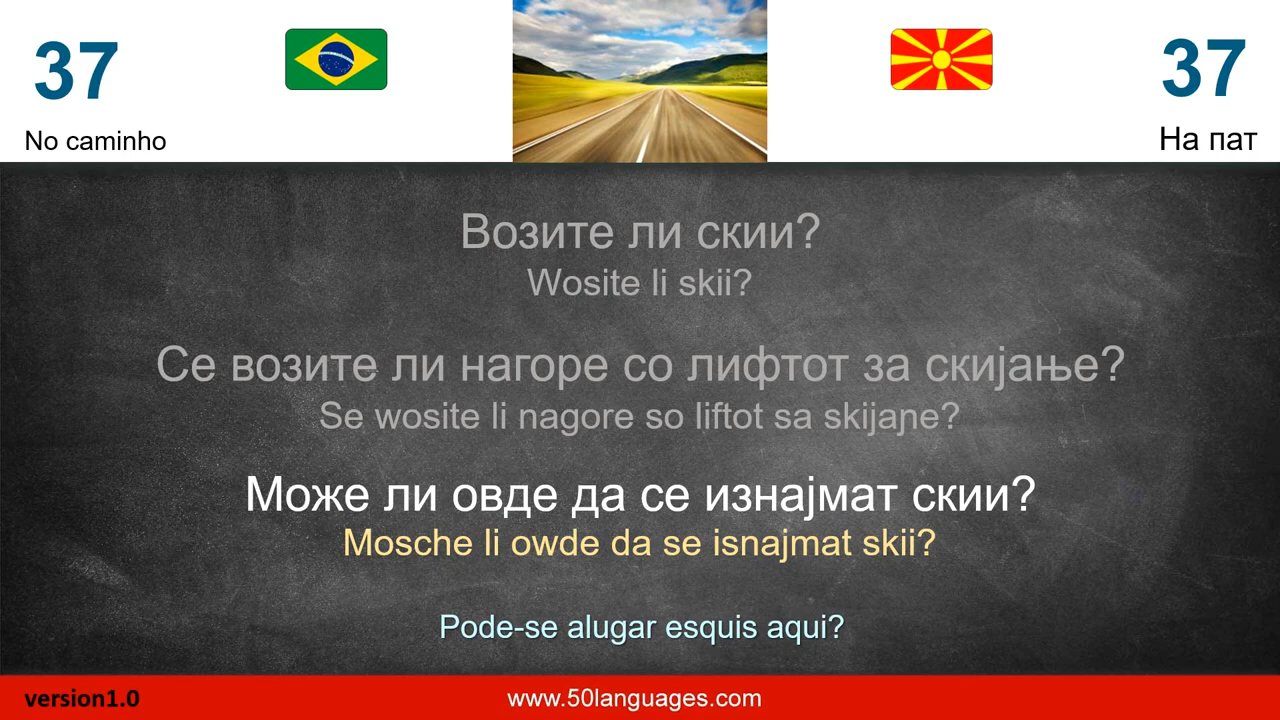 37
37
No caminho
На пат
Возите ли скии?
Wosite li skii?
Се возите ли нагоре со лифтот за скијање?
Se wosite li nagore so liftot sa skijaɲe?
Може ли овде да се изнајмат скии?
Mosche li owde da se isnajmat skii?
Pode-se alugar esquis aqui?
version1.0
www.50languages.com